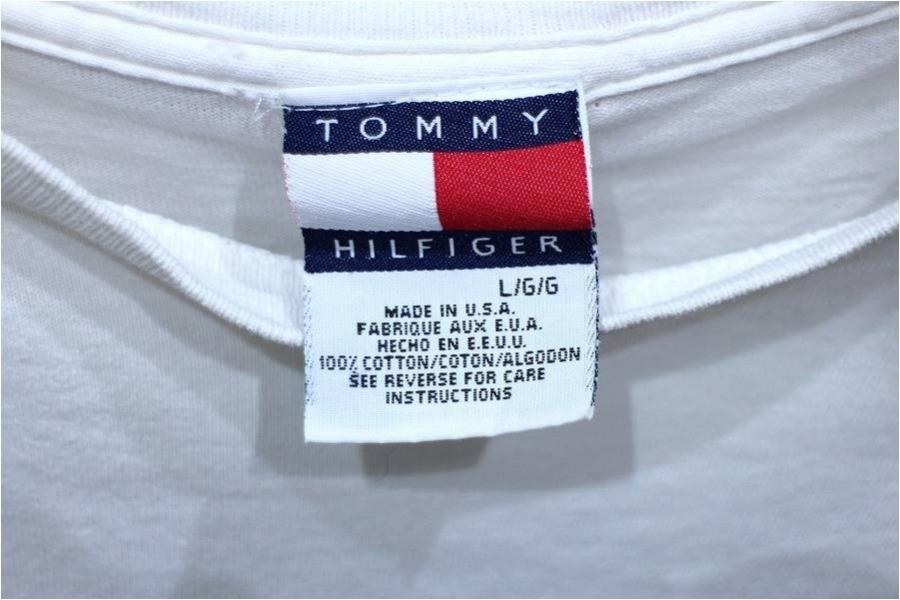 TOMMY
HILFIGER
L/G/G
MADE IN U.S.A.
FABRIQUE AUX E.U.A.
HECHO EN E.E.U.U.
100% COTTON/COTON/ALGODON
SEE REVERSE FOR CARE
INSTRUCTIONS